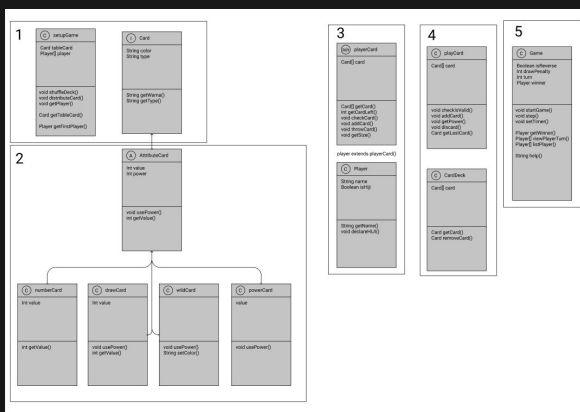 1
C setupGame
Card tableCard
Player[] player
void shuffleDeck()
void distributeCard()
void getPlayer()
Card getTableCard()
Player getFirstPlayer()
I Card
String color
String type
String getWarna()
String getType()
2
A AttributeCard
int value
int power
void usePower()
int getValue()
C numberCard
int value
int getValue()
C drawCard
int value
void usePower()
int getValue()
C wildCard
void usePower()
String setColor()
C powerCard
value
void usePower()
3
playerCard
Card[] card
Card[] getCard()
int getCardLeft()
void checkCard()
void addCard()
void throwCard()
void getSize()
player extends playerCard()
C Player
String name
Boolean isHiji
String getName()
void declareHIJI()
4
C playCard
Card[] card
void checkIsValid()
void addCard()
void getPower()
void discard()
Card getLastCard()
C CardDeck
Card[] card
Card getCard()
Card removeCard()
5
C Game
Boolean isReverse
int drawPenalty
int turn
Player winner
void startGame()
void step()
void setTimer()
Player getWinner()
Player[] viewPlayerTurn()
Player[] listPlayer()
String help()